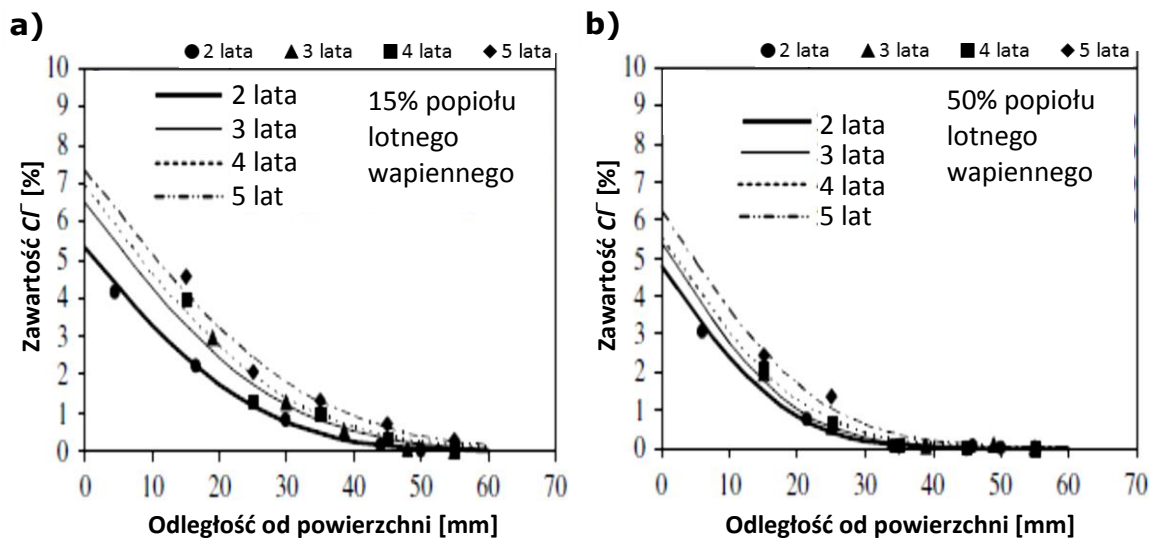 a)
● 2 lata ▲ 3 lata ■ 4 lata ◆ 5 lata
10
9
8
7
6
5
4
3
2
1
0
Zawartość Cl⁻ [%]
2 lata
3 lata
4 lata
5 lat
15% popiołu
lotnego
wapiennego
0 10 20 30 40 50 60 70
Odległość od powierzchni [mm]
b)
● 2 lata ▲ 3 lata ■ 4 lata ◆ 5 lata
10
9
8
7
6
5
4
3
2
1
0
Zawartość Cl⁻ [%]
2 lata
3 lata
4 lata
5 lat
50% popiołu
lotnego
wapiennego
0 10 20 30 40 50 60 70
Odległość od powierzchni [mm]